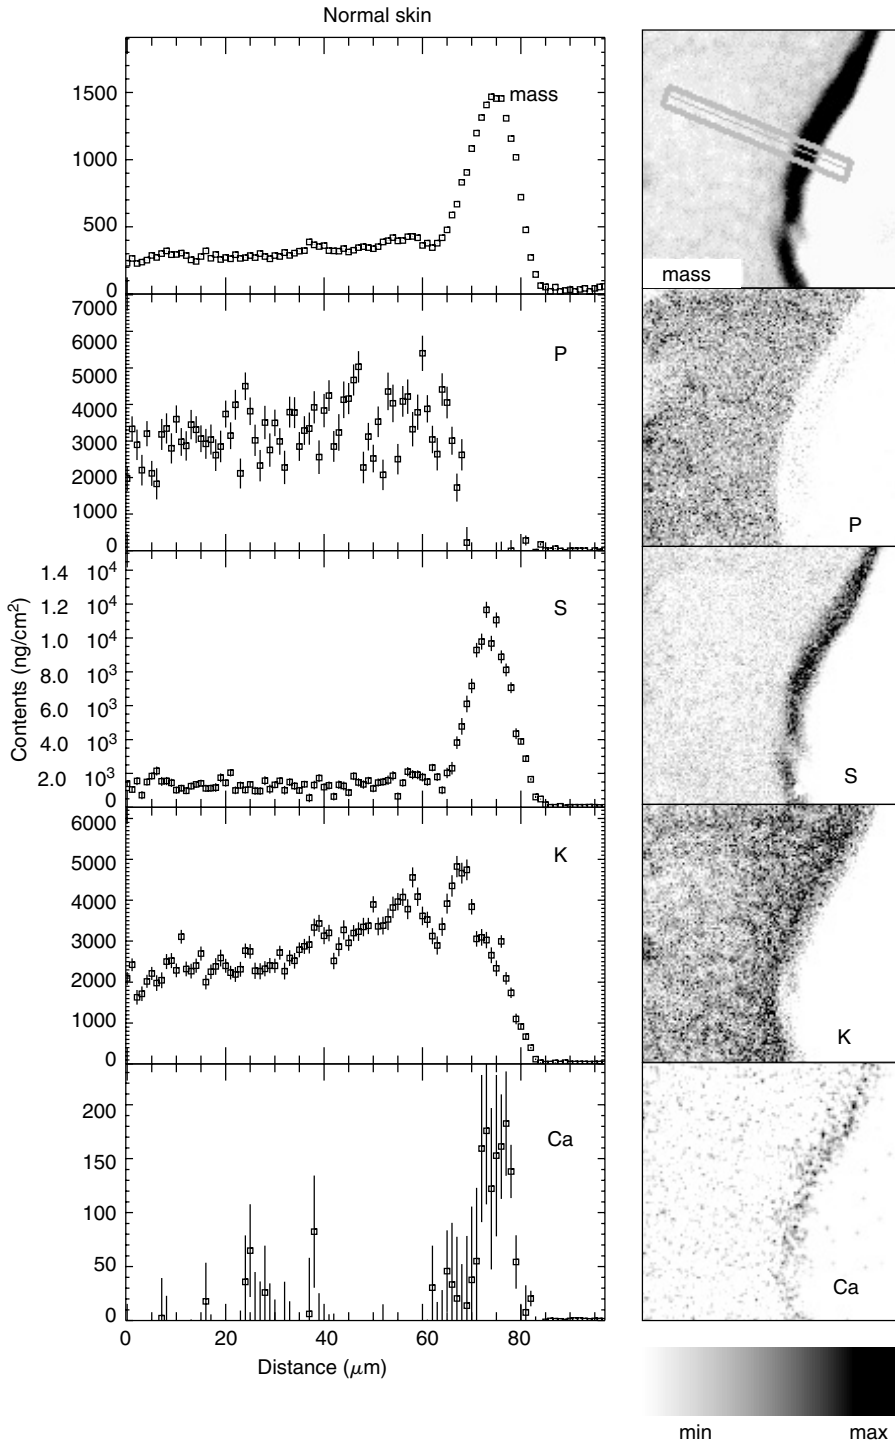 Normal skin
1500
1000
500
0
mass
mass
7000
6000
5000
4000
3000
2000
1000
0
P
P
Contents (ng/cm²)
1.4 10⁴
1.2 10⁴
1.0 10⁴
8.0 10³
6.0 10³
4.0 10³
2.0 10³
0
S
S
6000
5000
4000
3000
2000
1000
0
K
K
200
150
100
50
0
Ca
Ca
0 20 40 60 80
Distance (μm)
min max